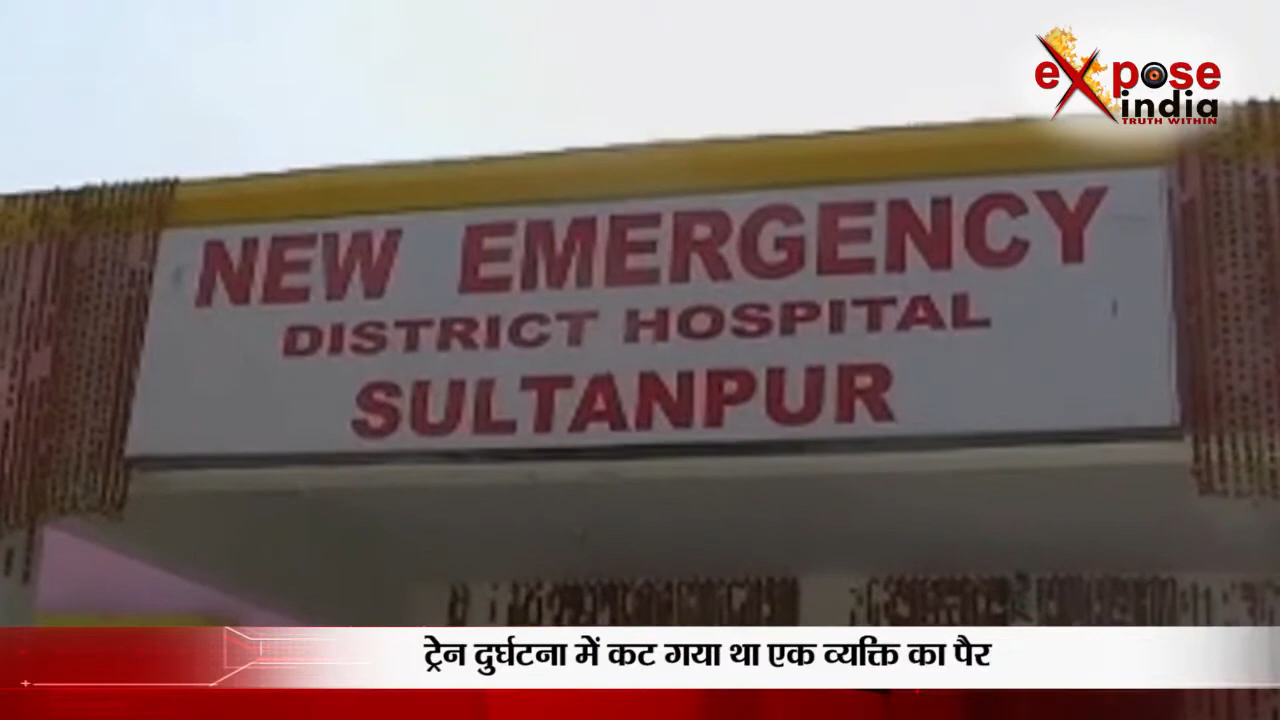 expose
india
TRUTH WITHIN
NEW EMERGENCY
DISTRICT HOSPITAL
SULTANPUR
ट्रेन दुर्घटना में कट गया था एक व्यक्ति का पैर